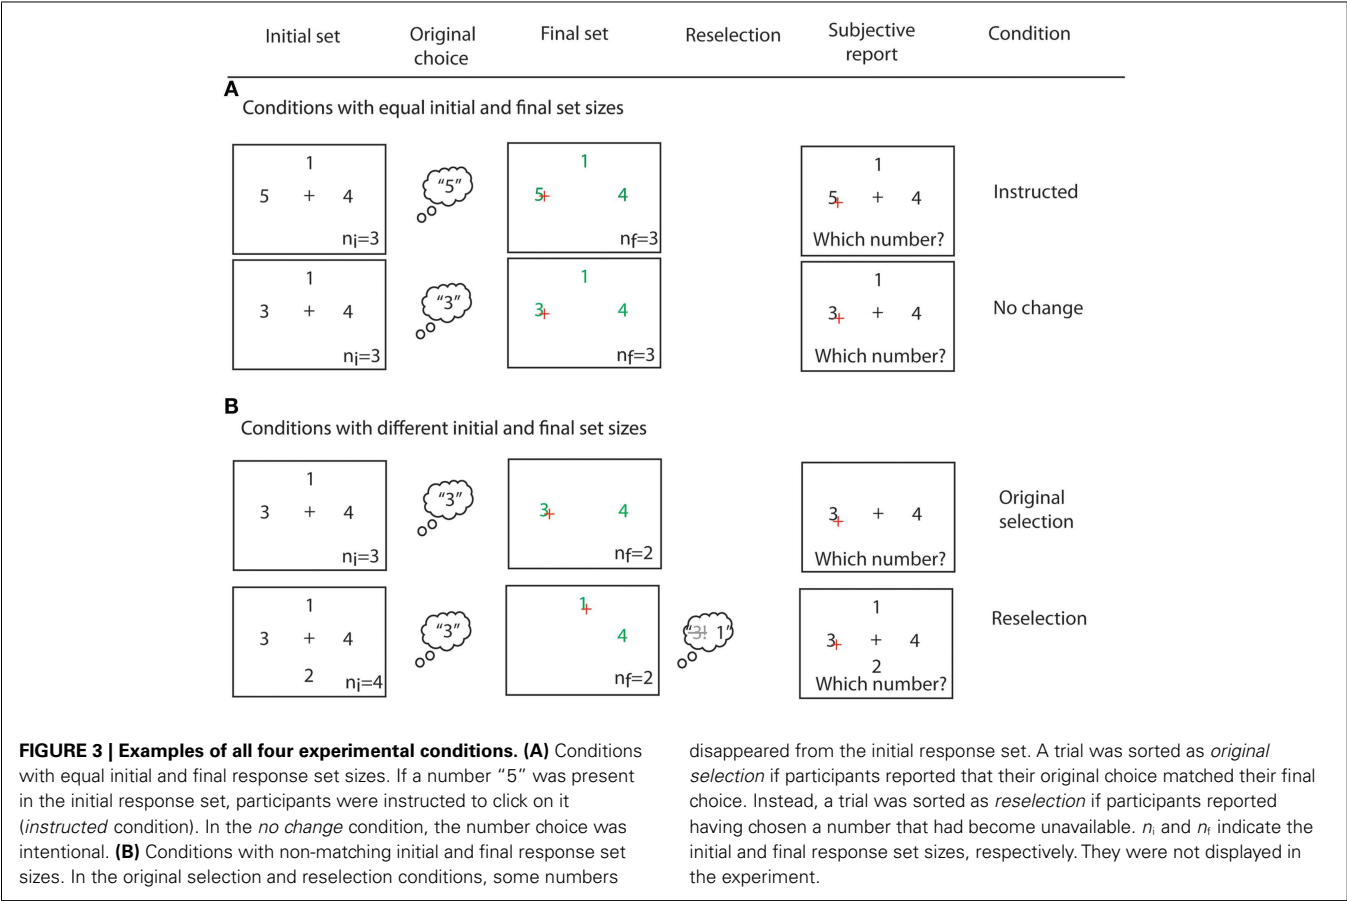 Initial set
Original
choice
Final set
Reselection
Subjective
report
Condition
A
Conditions with equal initial and final set sizes
1
5 + 4
ni=3
"5"
1
5+ 4
nf=3
1
5+ + 4
Which number?
Instructed
1
3 + 4
ni=3
"3"
1
3+ 4
nf=3
1
3+ + 4
Which number?
No change
B
Conditions with different initial and final set sizes
1
3 + 4
ni=3
"3"
3+ 4
nf=2
3+ + 4
Which number?
Original
selection
1
3 + 4
2 ni=4
"3"
1+
4
nf=2
"3! 1"
1
3+ + 4
2
Which number?
Reselection
FIGURE 3 | Examples of all four experimental conditions. (A) Conditions
with equal initial and final response set sizes. If a number "5" was present
in the initial response set, participants were instructed to click on it
(instructed condition). In the no change condition, the number choice was
intentional. (B) Conditions with non-matching initial and final response set
sizes. In the original selection and reselection conditions, some numbers
disappeared from the initial response set. A trial was sorted as original
selection if participants reported that their original choice matched their final
choice. Instead, a trial was sorted as reselection if participants reported
having chosen a number that had become unavailable. ni and nf indicate the
initial and final response set sizes, respectively. They were not displayed in
the experiment.